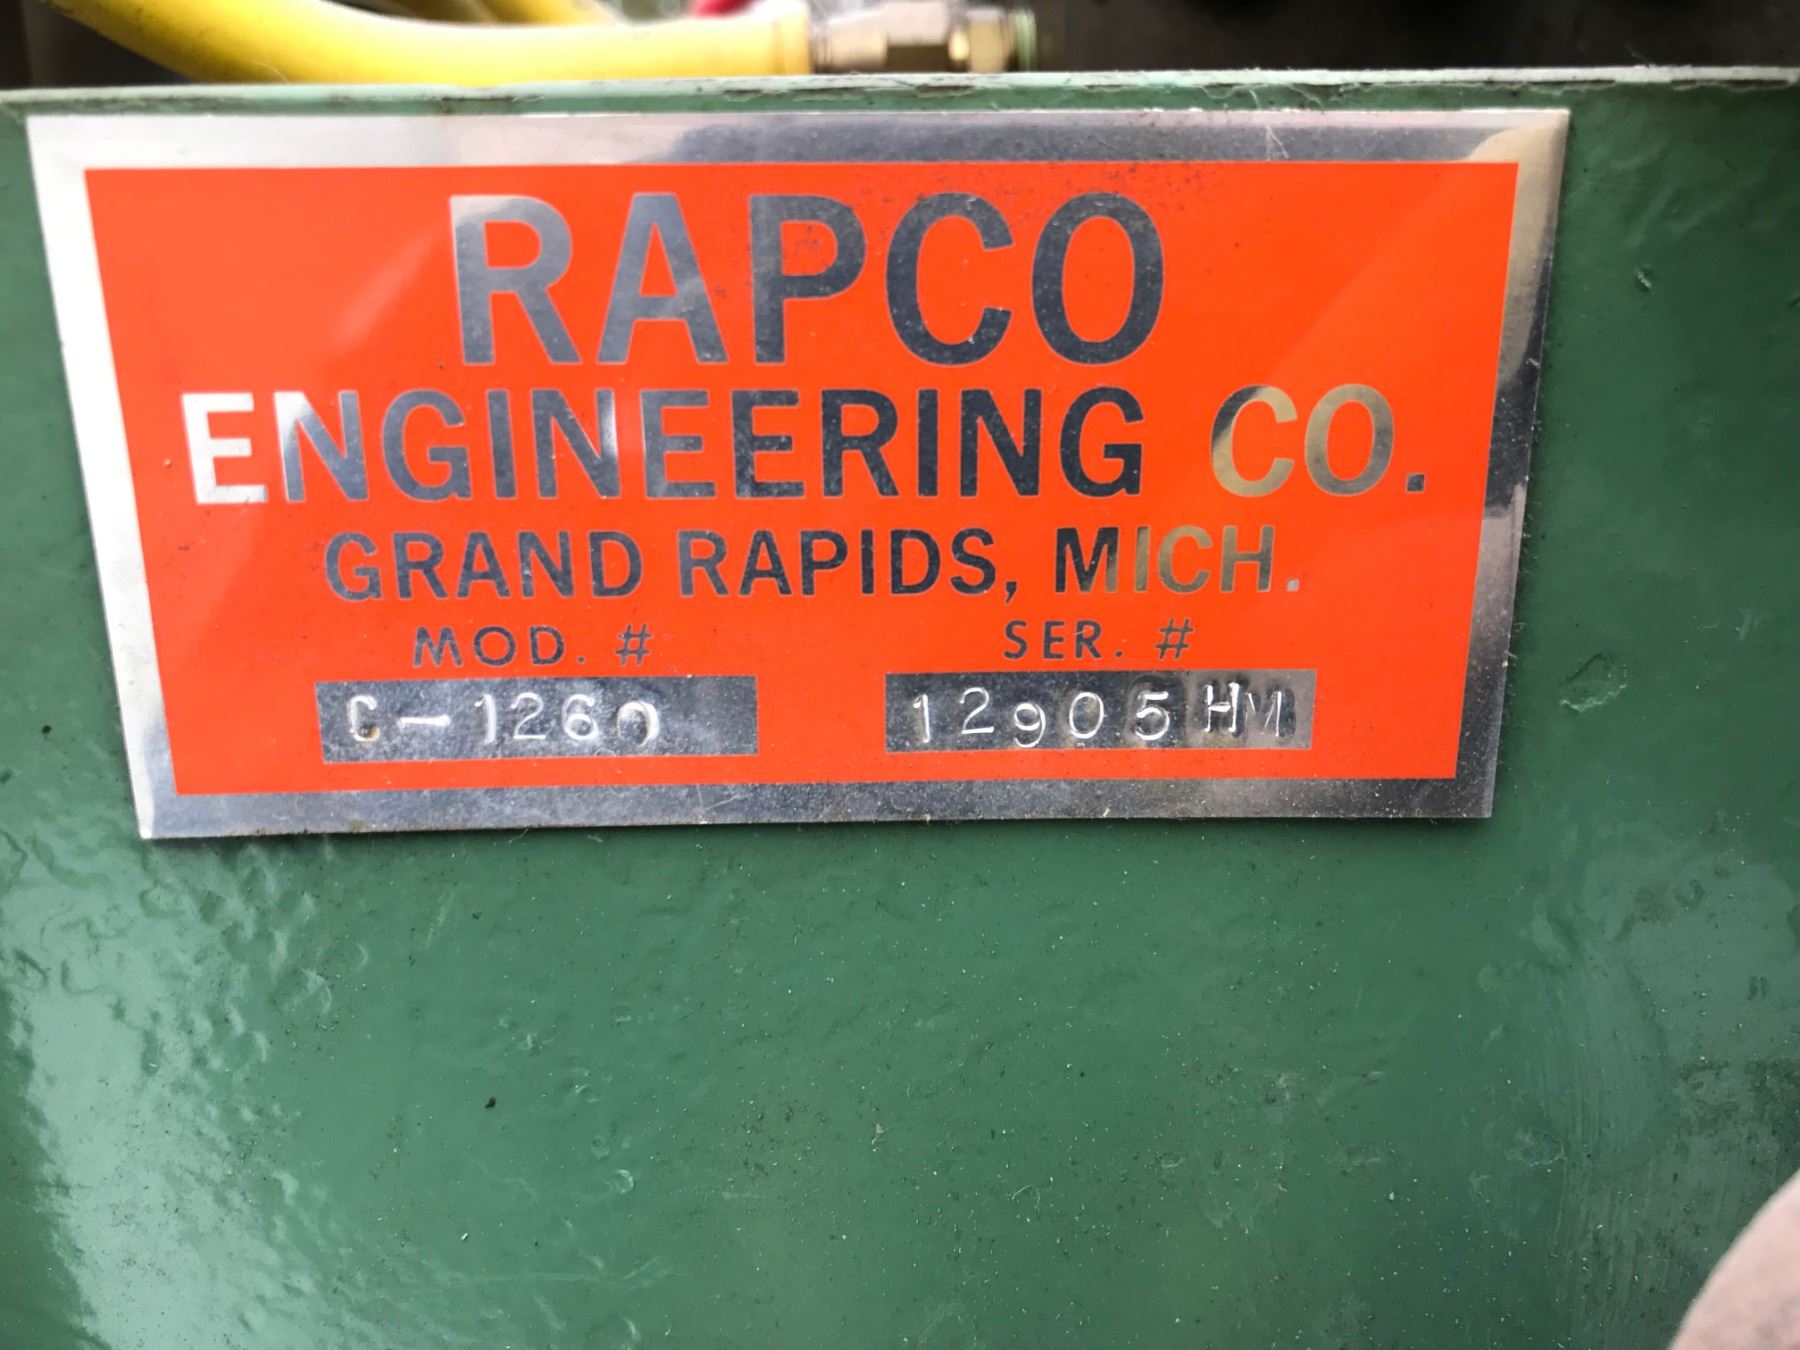 RAPCO
ENGINEERING CO.
GRAND RAPIDS, MICH.
MOD. # SER. #
C-1260 12905HM